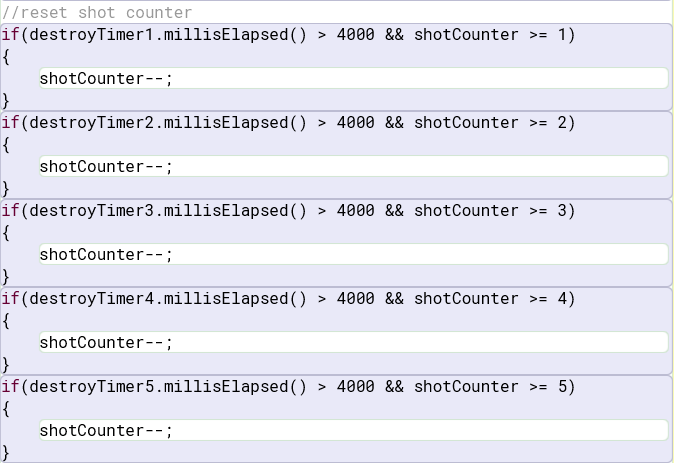 //reset shot counter
if(destroyTimer1.millisElapsed() > 4000 && shotCounter >= 1)
{
shotCounter--;
}
if(destroyTimer2.millisElapsed() > 4000 && shotCounter >= 2)
{
shotCounter--;
}
if(destroyTimer3.millisElapsed() > 4000 && shotCounter >= 3)
{
shotCounter--;
}
if(destroyTimer4.millisElapsed() > 4000 && shotCounter >= 4)
{
shotCounter--;
}
if(destroyTimer5.millisElapsed() > 4000 && shotCounter >= 5)
{
shotCounter--;
}